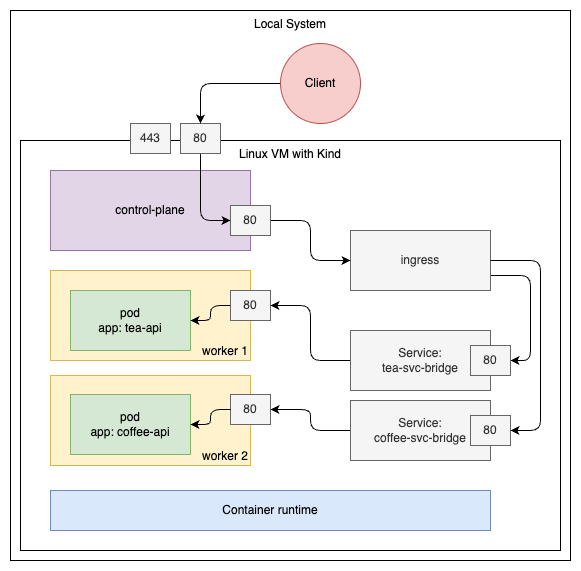 Local System
Client
443
80
Linux VM with Kind
control-plane
80
ingress
pod
app: tea-api
80
worker 1
Service:
tea-svc-bridge
80
pod
app: coffee-api
80
worker 2
Service:
coffee-svc-bridge
80
Container runtime